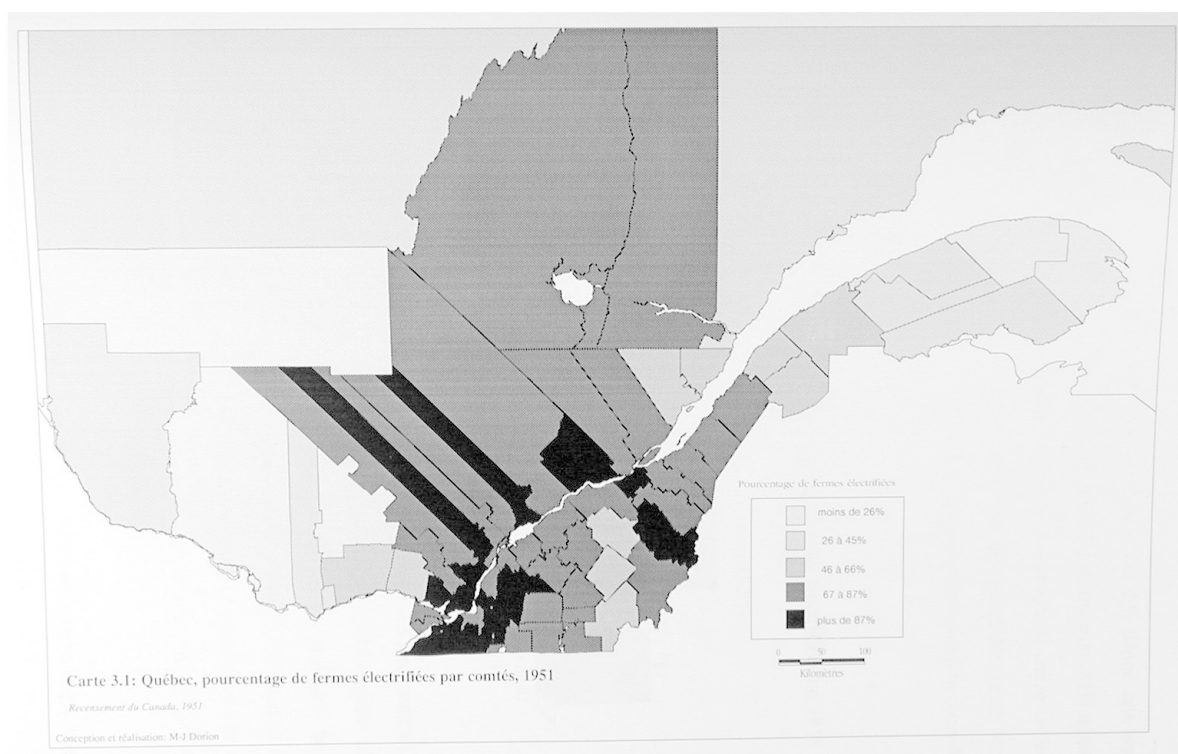 Pourcentage de fermes électrifiées
moins de 26%
26 à 45%
46 à 66%
67 à 87%
plus de 87%
0 50 100
Kilomètres
Carte 3.1: Québec, pourcentage de fermes électrifiées par comtés, 1951
Recensement du Canada, 1951
Conception et réalisation: M-J Dorion